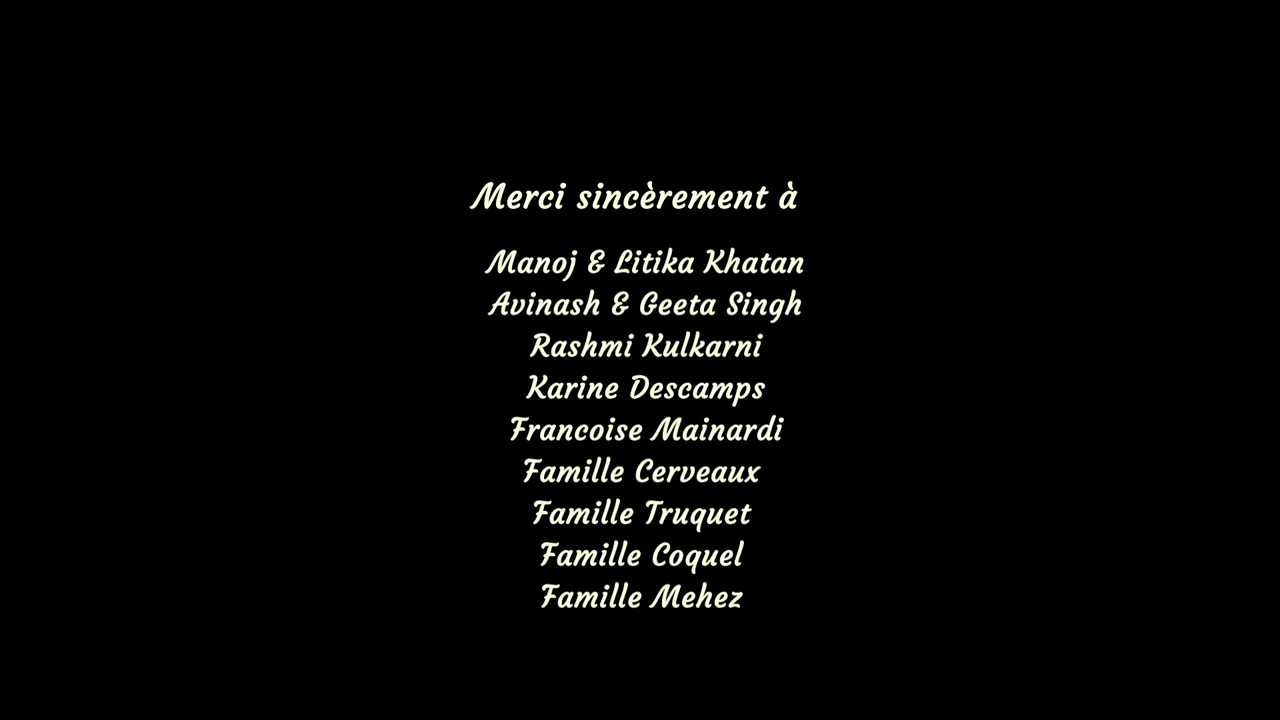 Merci sincèrement à
Manoj & Litika Khatan
Avinash & Geeta Singh
Rashmi Kulkarni
Karine Descamps
Francoise Mainardi
Famille Cerveaux
Famille Truquet
Famille Coquel
Famille Mehez